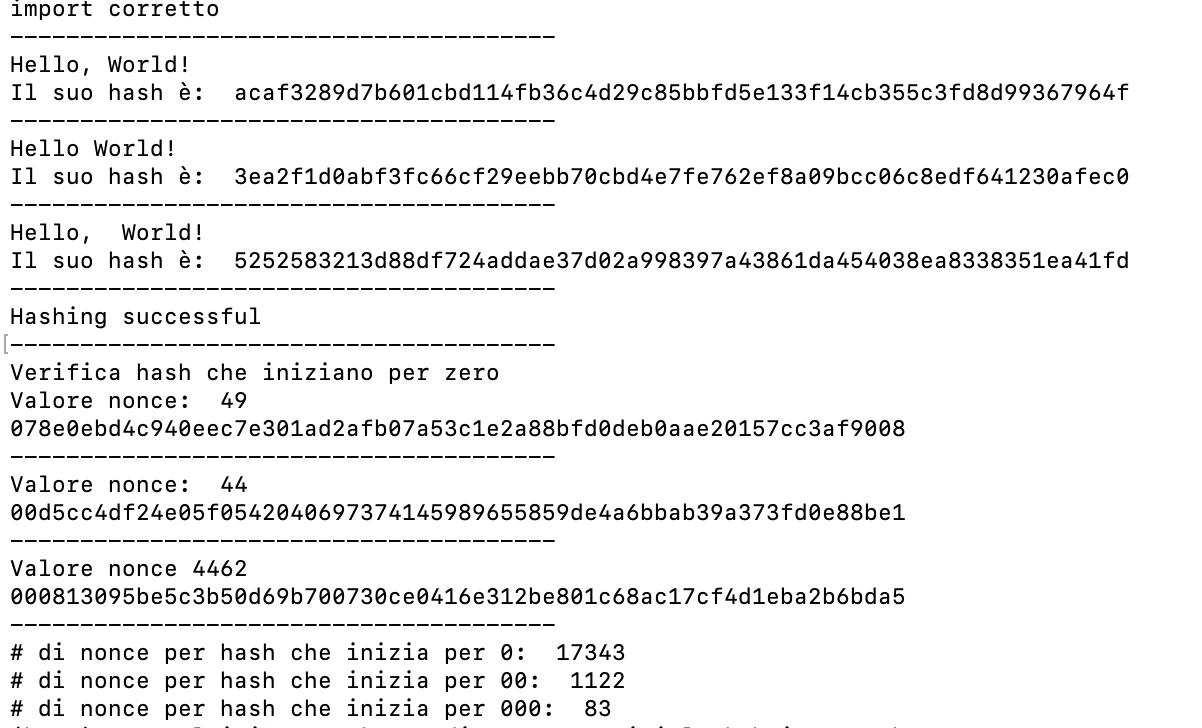 import corretto
---------------------------------------
Hello, World!
Il suo hash è:  acaf3289d7b601cbd114fb36c4d29c85bbfd5e133f14cb355c3fd8d99367964f
---------------------------------------
Hello World!
Il suo hash è:  3ea2f1d0abf3fc66cf29eebb70cbd4e7fe762ef8a09bcc06c8edf641230afec0
---------------------------------------
Hello,  World!
Il suo hash è:  5252583213d88df724addae37d02a998397a43861da454038ea8338351ea41fd
---------------------------------------
Hashing successful
---------------------------------------
Verifica hash che iniziano per zero
Valore nonce:  49
078e0ebd4c940eec7e301ad2afb07a53c1e2a88bfd0deb0aae20157cc3af9008
---------------------------------------
Valore nonce:  44
00d5cc4df24e05f05420406973741459896558​59de4a6bbab39a373fd0e88be1
---------------------------------------
Valore nonce 4462
000813095be5c3b50d69b700730ce0416e312be801c68ac17cf4d1eba2b6bda5
---------------------------------------
# di nonce per hash che inizia per 0:  17343
# di nonce per hash che inizia per 00:  1122
# di nonce per hash che inizia per 000:  83